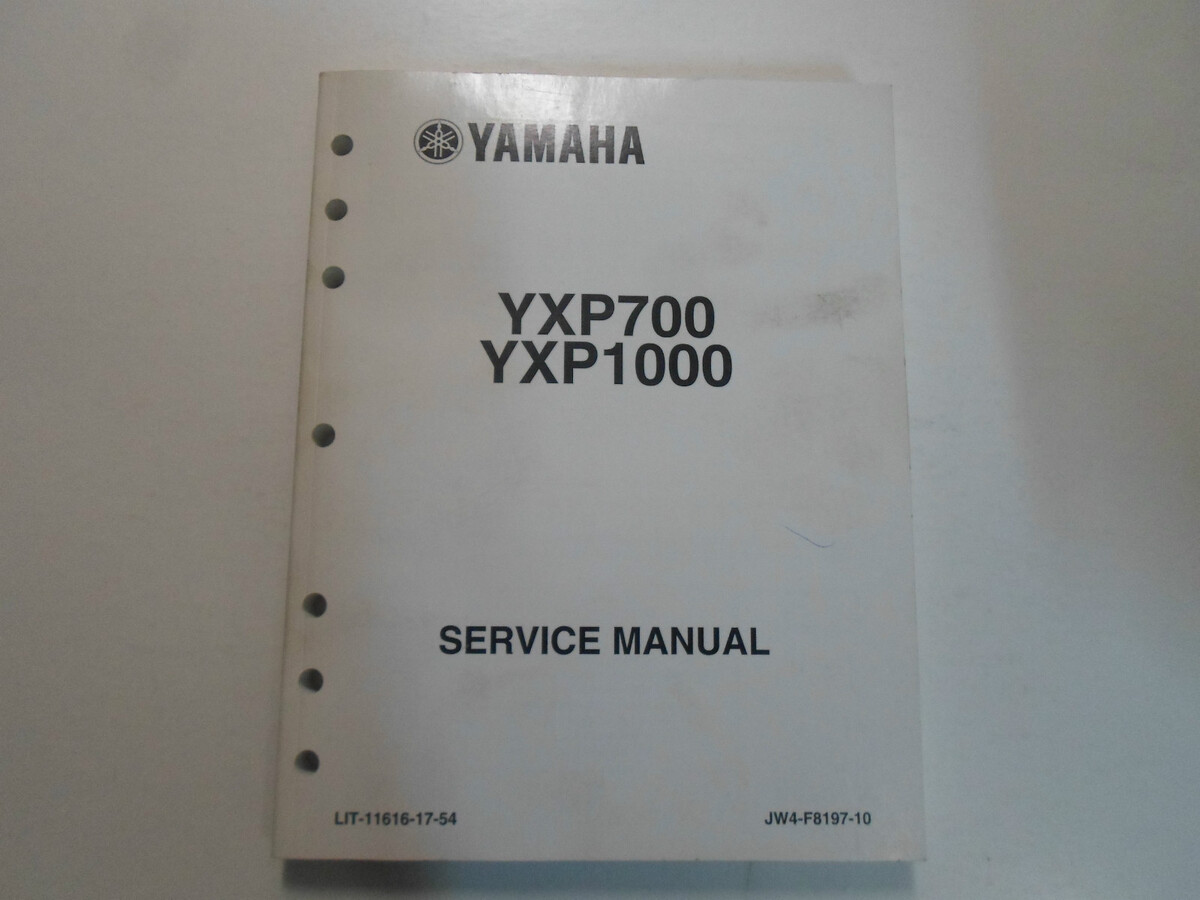 YAMAHA
YXP700
YXP1000
SERVICE MANUAL
LIT-11616-17-54 JW4-F8197-10